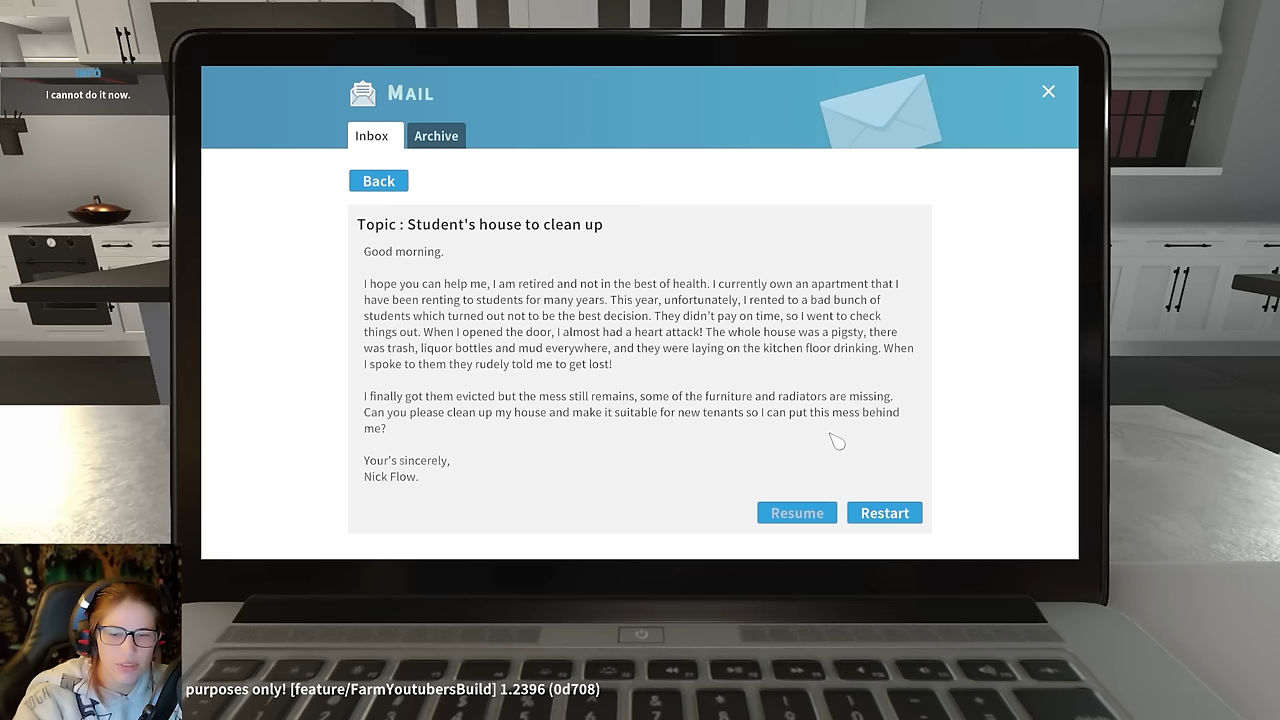 INFO
I cannot do it now.
MAIL
Inbox
Archive
Back
Topic : Student's house to clean up
Good morning.
I hope you can help me, I am retired and not in the best of health. I currently own an apartment that I
have been renting to students for many years. This year, unfortunately, I rented to a bad bunch of
students which turned out not to be the best decision. They didn't pay on time, so I went to check
things out. When I opened the door, I almost had a heart attack! The whole house was a pigsty, there
was trash, liquor bottles and mud everywhere, and they were laying on the kitchen floor drinking. When
I spoke to them they rudely told me to get lost!
I finally got them evicted but the mess still remains, some of the furniture and radiators are missing.
Can you please clean up my house and make it suitable for new tenants so I can put this mess behind
me?
Your's sincerely,
Nick Flow.
Resume
Restart
purposes only! [feature/FarmYoutubersBuild] 1.2396 (0d708)